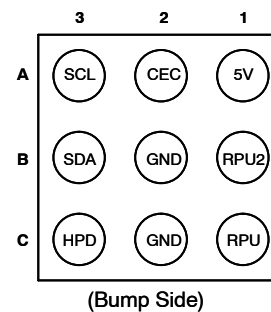 3 2 1
A SCL CEC 5V
B SDA GND RPU2
C HPD GND RPU
(Bump Side)